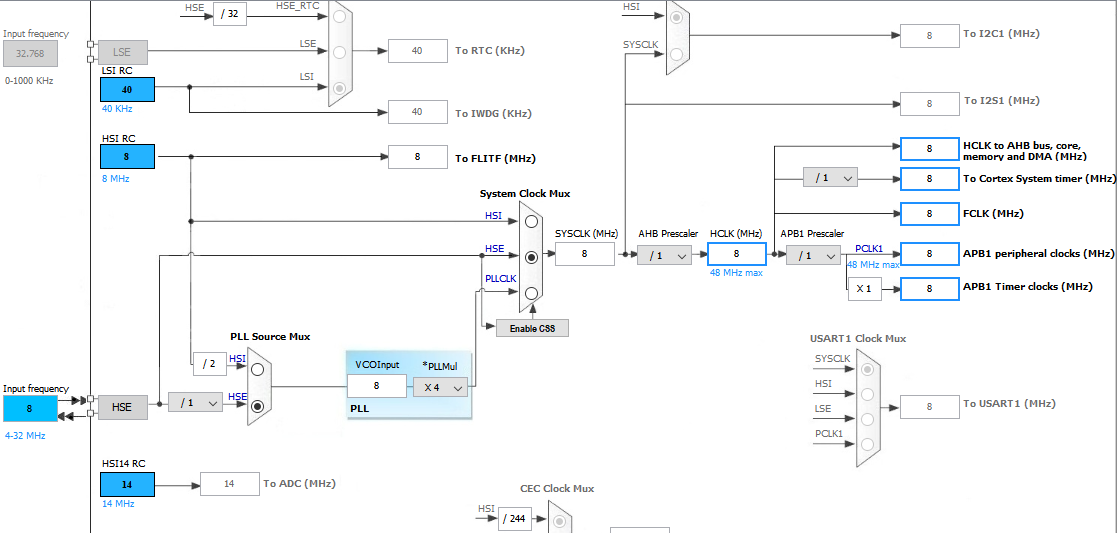 HSE
/ 32
HSE_RTC
HSI
Input frequency
32.768
0-1000 KHz
LSE
LSE
40
To RTC (KHz)
SYSCLK
8
To I2C1 (MHz)
LSI RC
40
40 KHz
LSI
40
To IWDG (KHz)
8
To I2S1 (MHz)
HSI RC
8
8 MHz
8
To FLITF (MHz)
8
HCLK to AHB bus, core,
memory and DMA (MHz)
/ 1
8
To Cortex System timer (MHz)
System Clock Mux
HSI
8
FCLK (MHz)
SYSCLK (MHz)
AHB Prescaler
HCLK (MHz)
APB1 Prescaler
HSE
8
/ 1
8
48 MHz max
/ 1
PCLK1
48 MHz max
8
APB1 peripheral clocks (MHz)
PLLCLK
X 1
8
APB1 Timer clocks (MHz)
Enable CSS
PLL Source Mux
HSI
/ 2
VCOInput
*PLLMul
8
X 4
PLL
USART1 Clock Mux
SYSCLK
HSI
LSE
PCLK1
8
To USART1 (MHz)
Input frequency
8
4-32 MHz
HSE
/ 1
HSE
HSI14 RC
14
14 MHz
14
To ADC (MHz)
CEC Clock Mux
HSI
/ 244